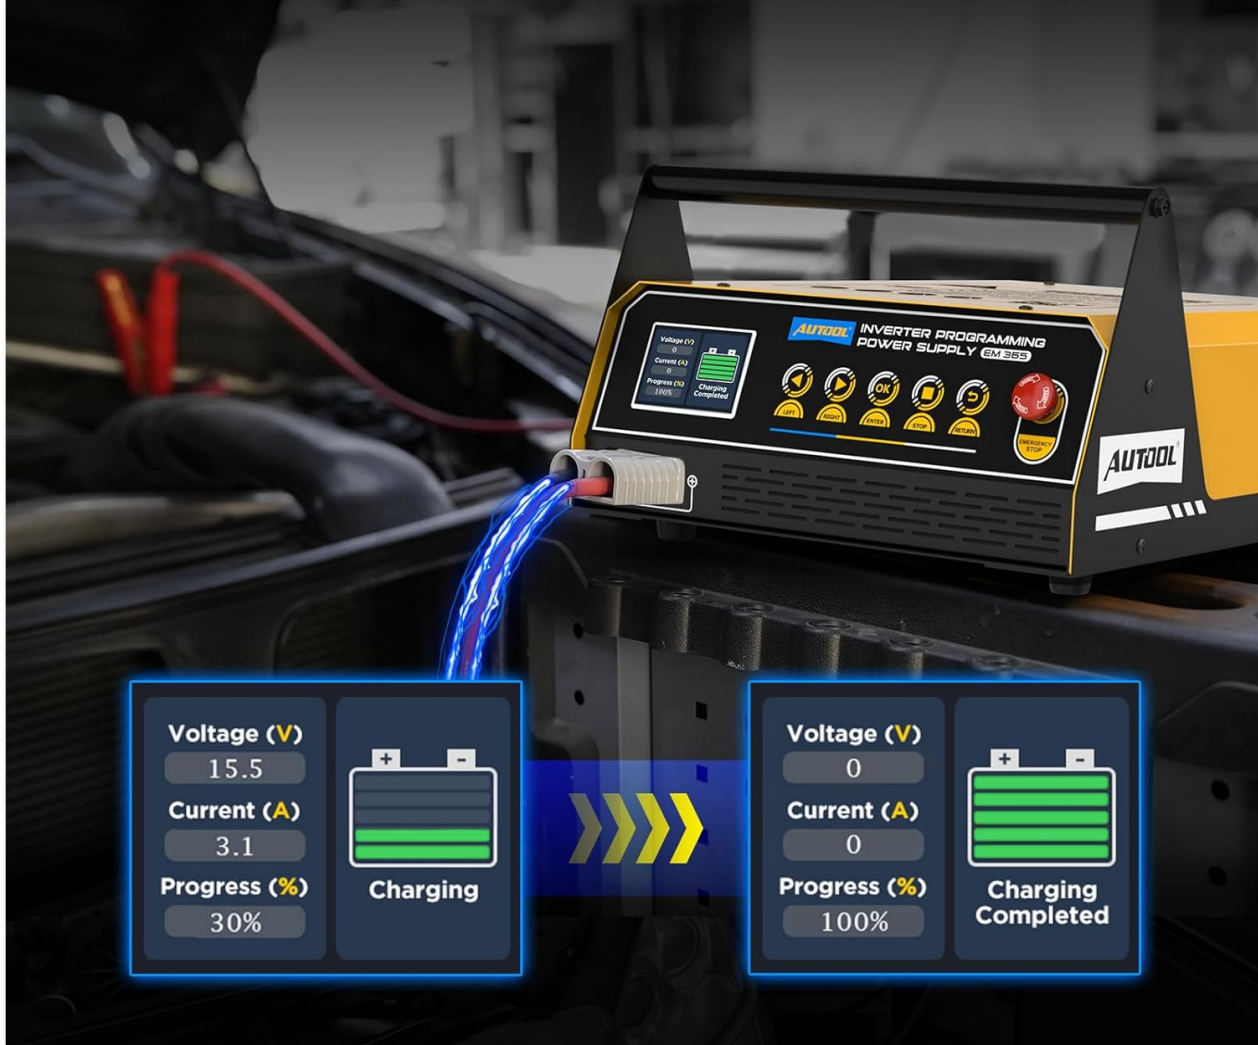 AUTOOL
INVERTER PROGRAMMING
POWER SUPPLY EM 355
Voltage (V)
0
Current (A)
0
Progress (%)
100%
Charging
Completed
OK
LEFT
RIGHT
ENTER
STOP
RETURN
EMERGENCY
STOP
AUTOOL
Voltage (V)
15.5
Current (A)
3.1
Progress (%)
30%
+ -
Charging
Voltage (V)
0
Current (A)
0
Progress (%)
100%
+ -
Charging
Completed